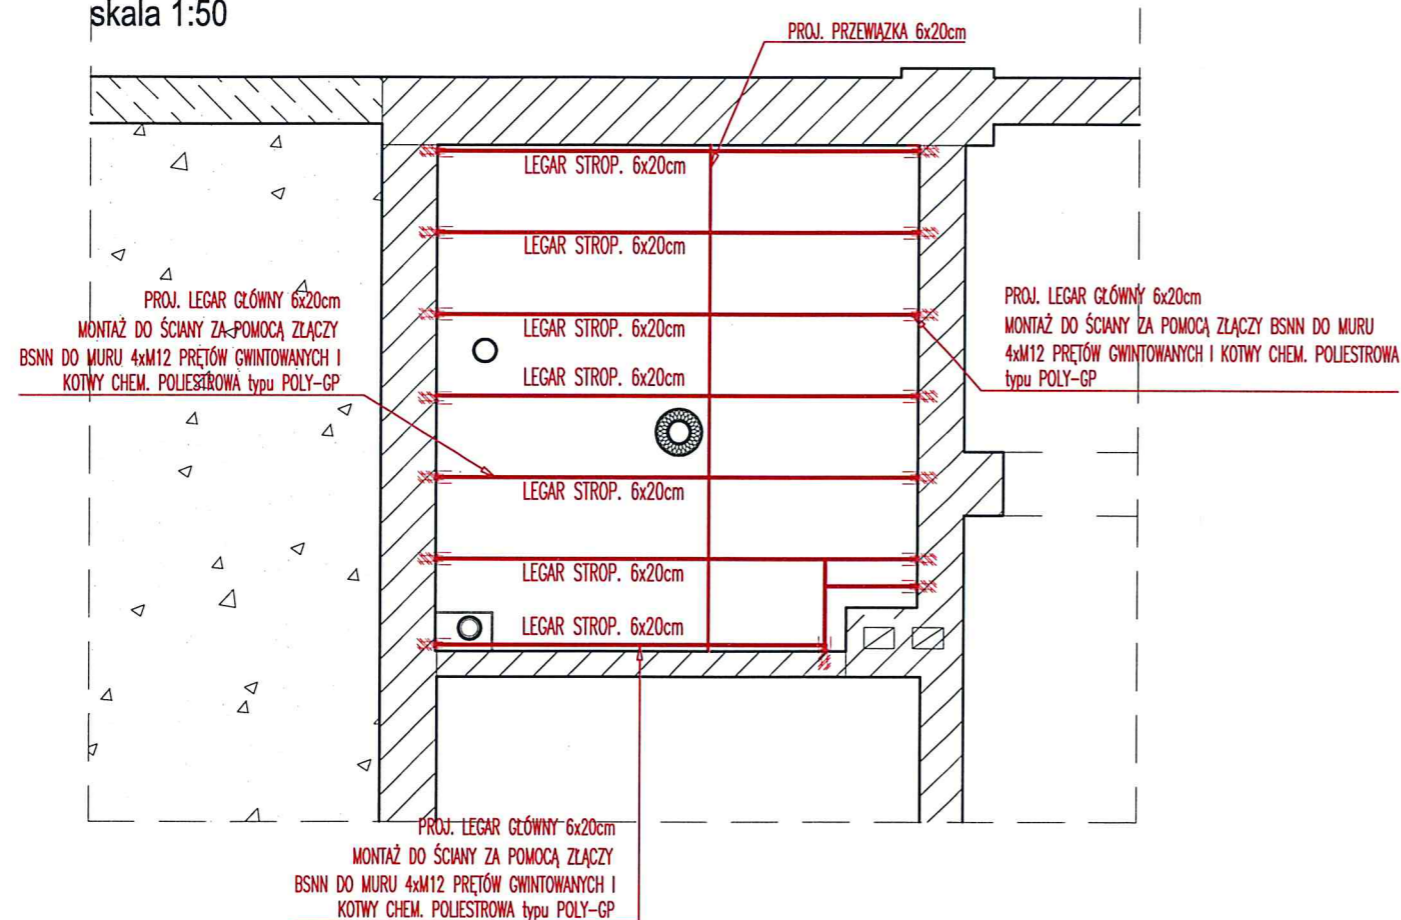 skala 1:50
PROJ. PRZEWIĄZKA 6x20cm
LEGAR STROP. 6x20cm
LEGAR STROP. 6x20cm
PROJ. LEGAR GŁÓWNY 6x20cm
MONTAŻ DO ŚCIANY ZA POMOCĄ ZŁĄCZY
BSNN DO MURU 4xM12 PRĘTÓW GWINTOWANYCH I
KOTWY CHEM. POLIESTROWA typu POLY-GP
PROJ. LEGAR GŁÓWNY 6x20cm
MONTAŻ DO ŚCIANY ZA POMOCĄ ZŁĄCZY BSNN DO MURU
4xM12 PRĘTÓW GWINTOWANYCH I KOTWY CHEM. POLIESTROWA
typu POLY-GP
LEGAR STROP. 6x20cm
LEGAR STROP. 6x20cm
LEGAR STROP. 6x20cm
LEGAR STROP. 6x20cm
LEGAR STROP. 6x20cm
PROJ. LEGAR GŁÓWNY 6x20cm
MONTAŻ DO ŚCIANY ZA POMOCĄ ZŁĄCZY
BSNN DO MURU 4xM12 PRĘTÓW GWINTOWANYCH I
KOTWY CHEM. POLIESTROWA typu POLY-GP